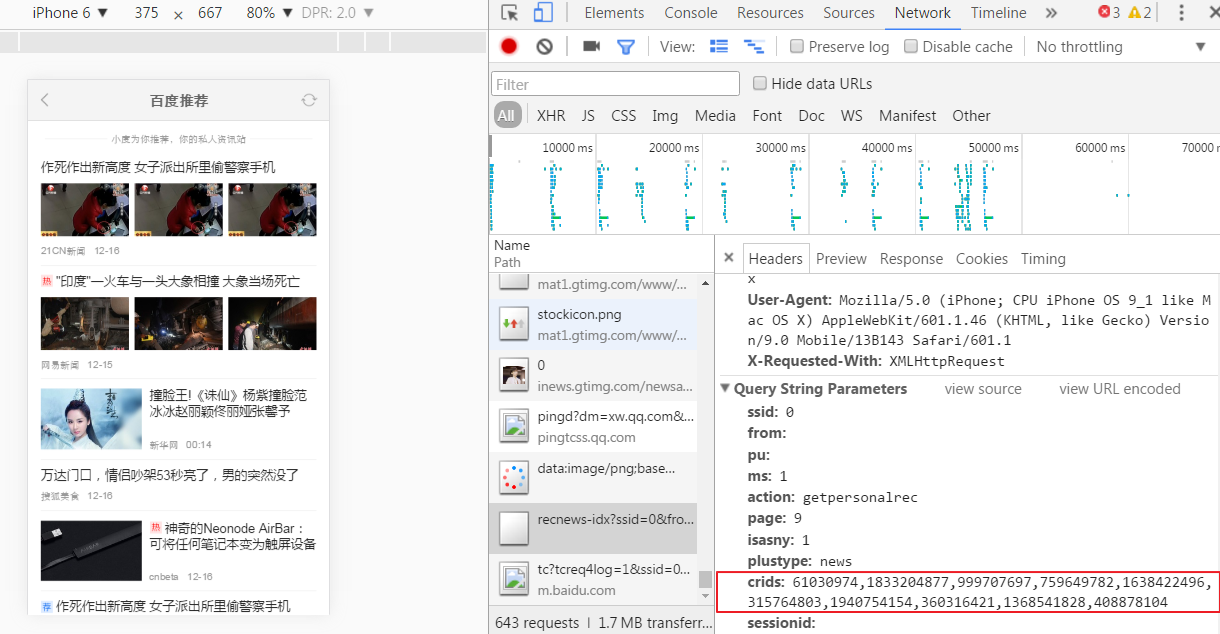 iPhone 6 ▼ 375 × 667 80% ▼ DPR: 2.0 ▼
百度推荐
小度为你推荐，你的私人资讯站
作死作出新高度 女子派出所里偷警察手机
21CN新闻 12-16
热 "印度"一火车与一头大象相撞 大象当场死亡
网易新闻 12-15
撞脸王!《诛仙》杨紫撞脸范
冰冰赵丽颖佟丽娅张馨予
新华网 00:14
万达门口，情侣吵架53秒亮了，男的突然没了
搜狐美食 12-16
热 神奇的Neonode AirBar：
可将任何笔记本变为触屏设备
cnbeta 12-16
荐 作死作出新高度 女子派出所里偷警察手机
Elements Console Resources Sources Network Timeline » 3 2
View: Preserve log Disable cache No throttling ▼
Filter Hide data URLs
All XHR JS CSS Img Media Font Doc WS Manifest Other
10000 ms 20000 ms 30000 ms 40000 ms 50000 ms 60000 ms 70000
Name
Path
mat1.gtimg.com/www/...
stockicon.png
mat1.gtimg.com/www/...
0
inews.gtimg.com/newsa...
pingd?dm=xw.qq.com&...
pingtcss.qq.com
data:image/png;base...
recnews-idx?ssid=0&fro...
tc?tcreq4log=1&ssid=0...
m.baidu.com
643 requests | 1.7 MB transferr...
× Headers Preview Response Cookies Timing
x
User-Agent: Mozilla/5.0 (iPhone; CPU iPhone OS 9_1 like M
ac OS X) AppleWebKit/601.1.46 (KHTML, like Gecko) Versio
n/9.0 Mobile/13B143 Safari/601.1
X-Requested-With: XMLHttpRequest
▼ Query String Parameters view source view URL encoded
ssid: 0
from:
pu:
ms: 1
action: getpersonalrec
page: 9
isasny: 1
plustype: news
crids: 61030974,1833204877,999707697,759649782,1638422496,
315764803,1940754154,360316421,1368541828,408878104
sessionid: